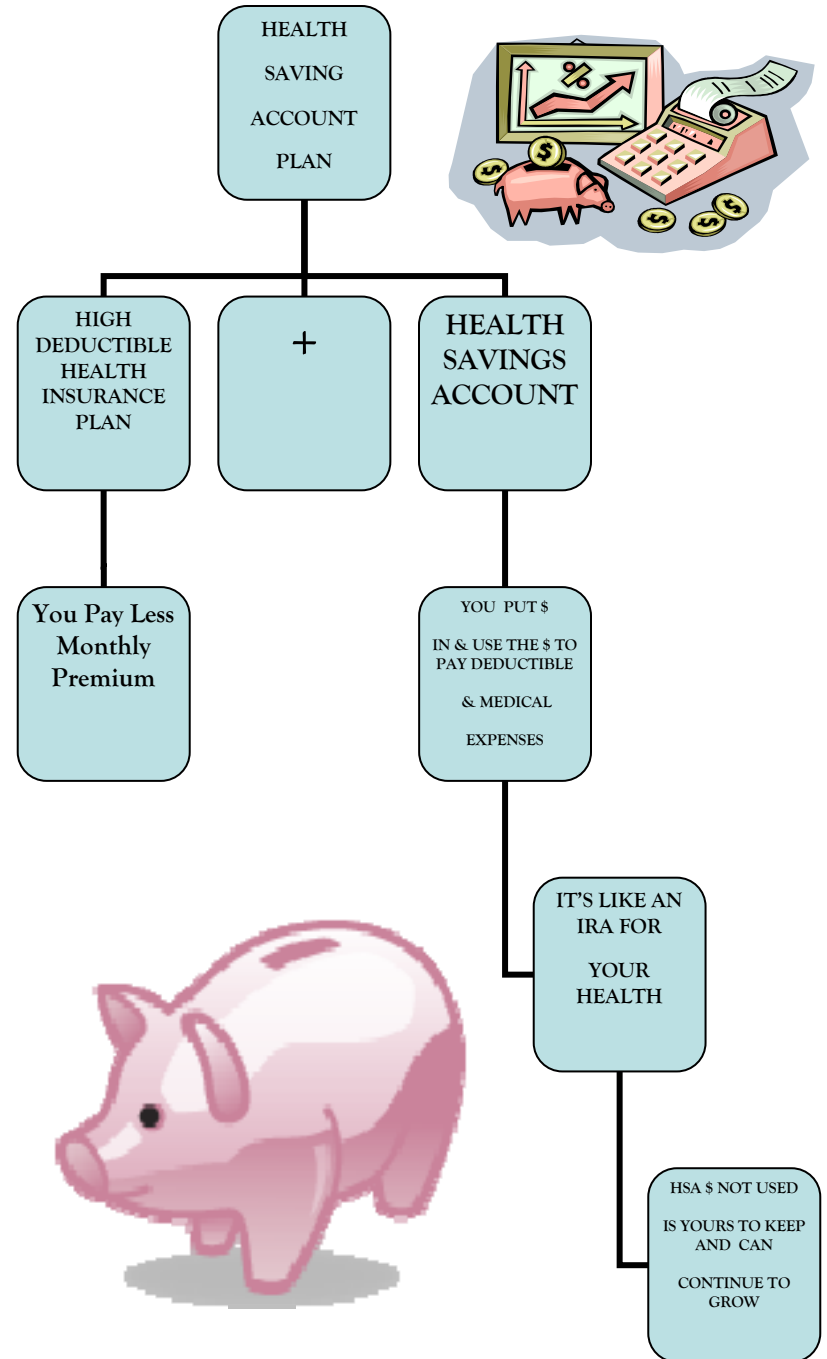 HEALTH
SAVING
ACCOUNT
PLAN
HIGH
DEDUCTIBLE
HEALTH
INSURANCE
PLAN
+
HEALTH
SAVINGS
ACCOUNT
You Pay Less
Monthly
Premium
YOU PUT $
IN & USE THE $ TO
PAY DEDUCTIBLE
& MEDICAL
EXPENSES
IT'S LIKE AN
IRA FOR
YOUR
HEALTH
HSA $ NOT USED
IS YOURS TO KEEP
AND CAN
CONTINUE TO
GROW